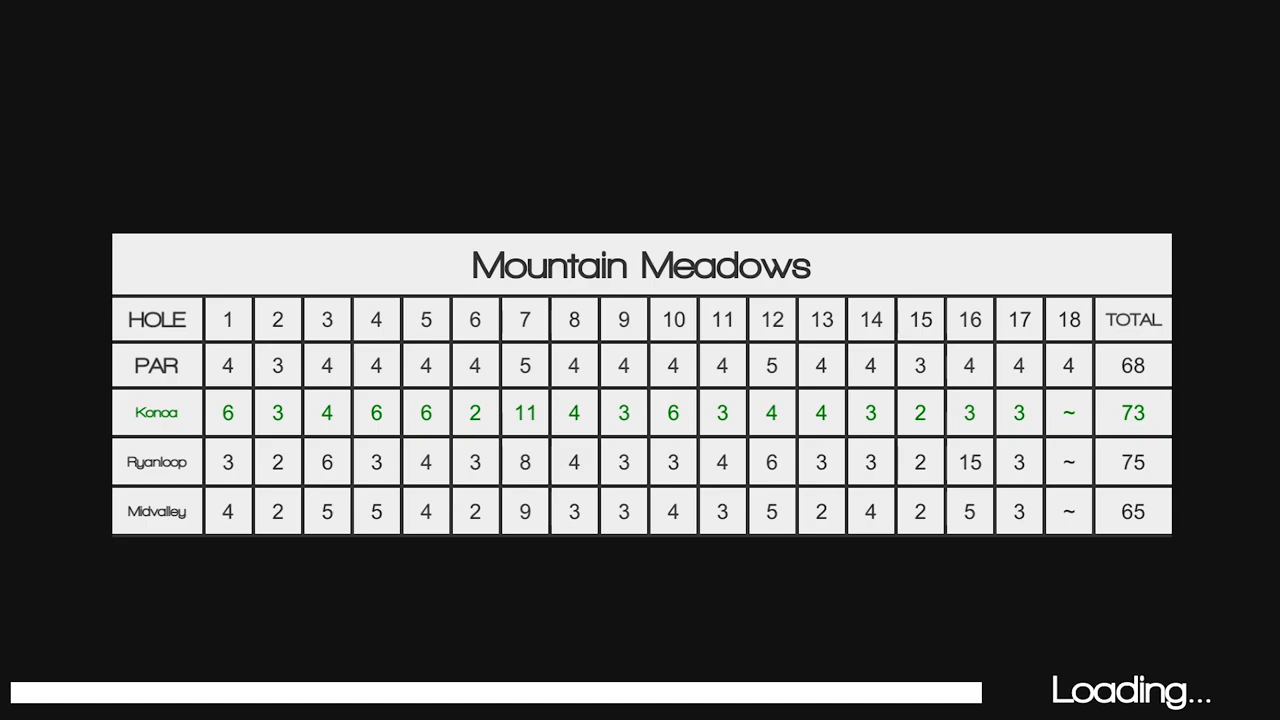 Mountain Meadows
HOLE 1 2 3 4 5 6 7 8 9 10 11 12 13 14 15 16 17 18 TOTAL
PAR 4 3 4 4 4 4 5 4 4 4 4 5 4 4 3 4 4 4 68
Konoa 6 3 4 6 6 2 11 4 3 6 3 4 4 3 2 3 3 ~ 73
Ryanloop 3 2 6 3 4 3 8 4 3 3 4 6 3 3 2 15 3 ~ 75
Midvalley 4 2 5 5 4 2 9 3 3 4 3 5 2 4 2 5 3 ~ 65
Loading...